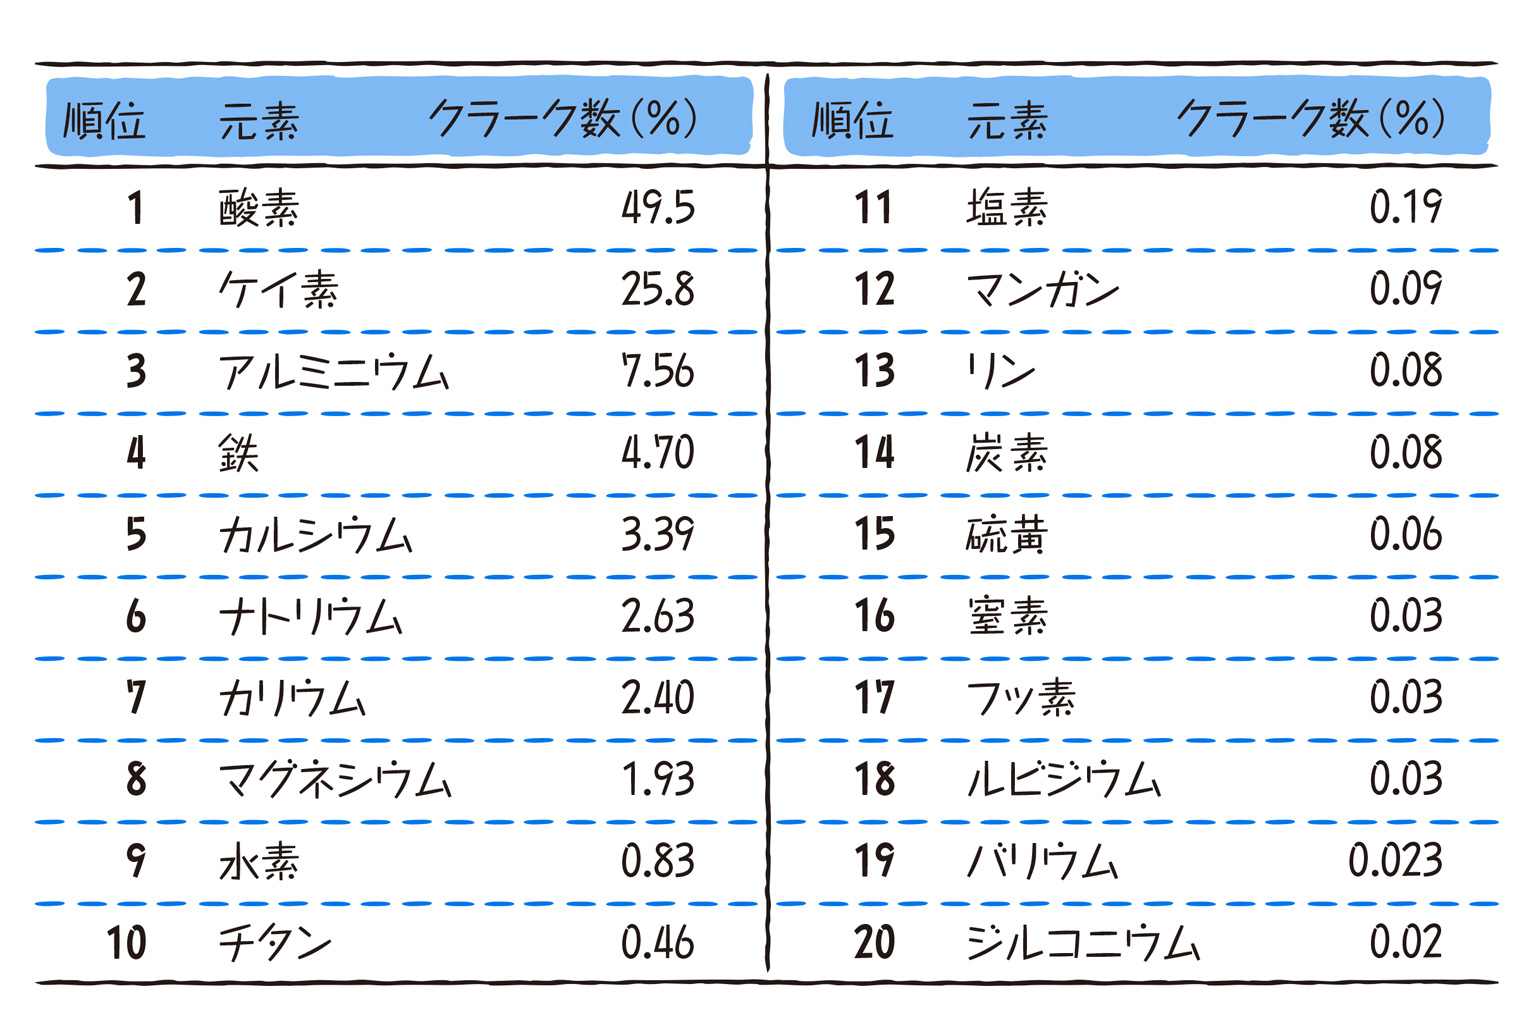 順位 元素 クラーク数(%)
1 酸素 49.5
2 ケイ素 25.8
3 アルミニウム 7.56
4 鉄 4.70
5 カルシウム 3.39
6 ナトリウム 2.63
7 カリウム 2.40
8 マグネシウム 1.93
9 水素 0.83
10 チタン 0.46
順位 元素 クラーク数(%)
11 塩素 0.19
12 マンガン 0.09
13 リン 0.08
14 炭素 0.08
15 硫黄 0.06
16 窒素 0.03
17 フッ素 0.03
18 ルビジウム 0.03
19 バリウム 0.023
20 ジルコニウム 0.02